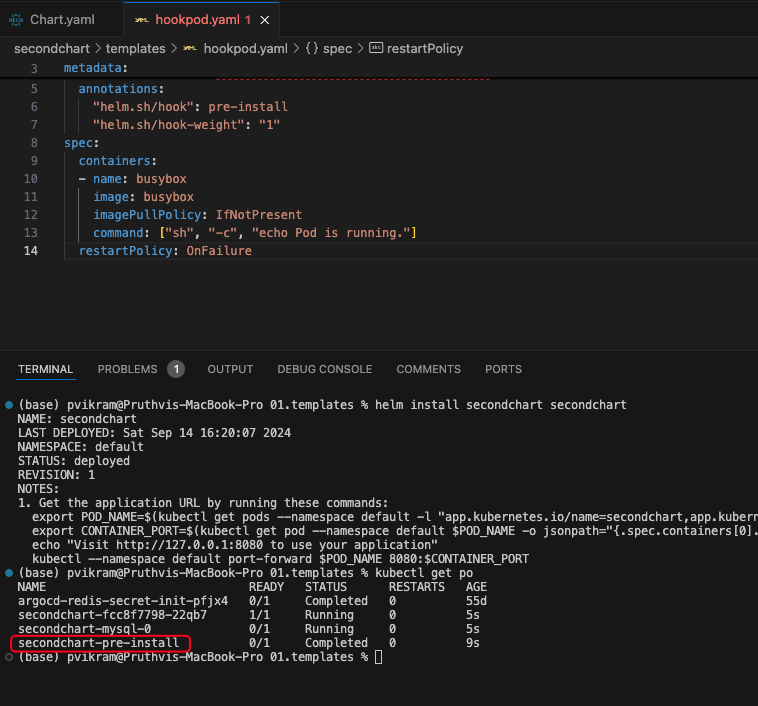 Chart.yaml
hookpod.yaml 1
secondchart > templates > hookpod.yaml > {} spec > abc restartPolicy
3 metadata:
5 annotations:
6 "helm.sh/hook": pre-install
7 "helm.sh/hook-weight": "1"
8 spec:
9 containers:
10 - name: busybox
11 image: busybox
12 imagePullPolicy: IfNotPresent
13 command: ["sh", "-c", "echo Pod is running."]
14 restartPolicy: OnFailure
TERMINAL PROBLEMS 1 OUTPUT DEBUG CONSOLE COMMENTS PORTS
(base) pvikram@Pruthvis-MacBook-Pro 01.templates % helm install secondchart secondchart
NAME: secondchart
LAST DEPLOYED: Sat Sep 14 16:20:07 2024
NAMESPACE: default
STATUS: deployed
REVISION: 1
NOTES:
1. Get the application URL by running these commands:
export POD_NAME=$(kubectl get pods --namespace default -l "app.kubernetes.io/name=secondchart,app.kuberr
export CONTAINER_PORT=$(kubectl get pod --namespace default $POD_NAME -o jsonpath="{.spec.containers[0].
echo "Visit http://127.0.0.1:8080 to use your application"
kubectl --namespace default port-forward $POD_NAME 8080:$CONTAINER_PORT
(base) pvikram@Pruthvis-MacBook-Pro 01.templates % kubectl get po
NAME READY STATUS RESTARTS AGE
argocd-redis-secret-init-pfjx4 0/1 Completed 0 55d
secondchart-fcc8f7798-22qb7 1/1 Running 0 5s
secondchart-mysql-0 0/1 Running 0 5s
secondchart-pre-install 0/1 Completed 0 9s
(base) pvikram@Pruthvis-MacBook-Pro 01.templates %